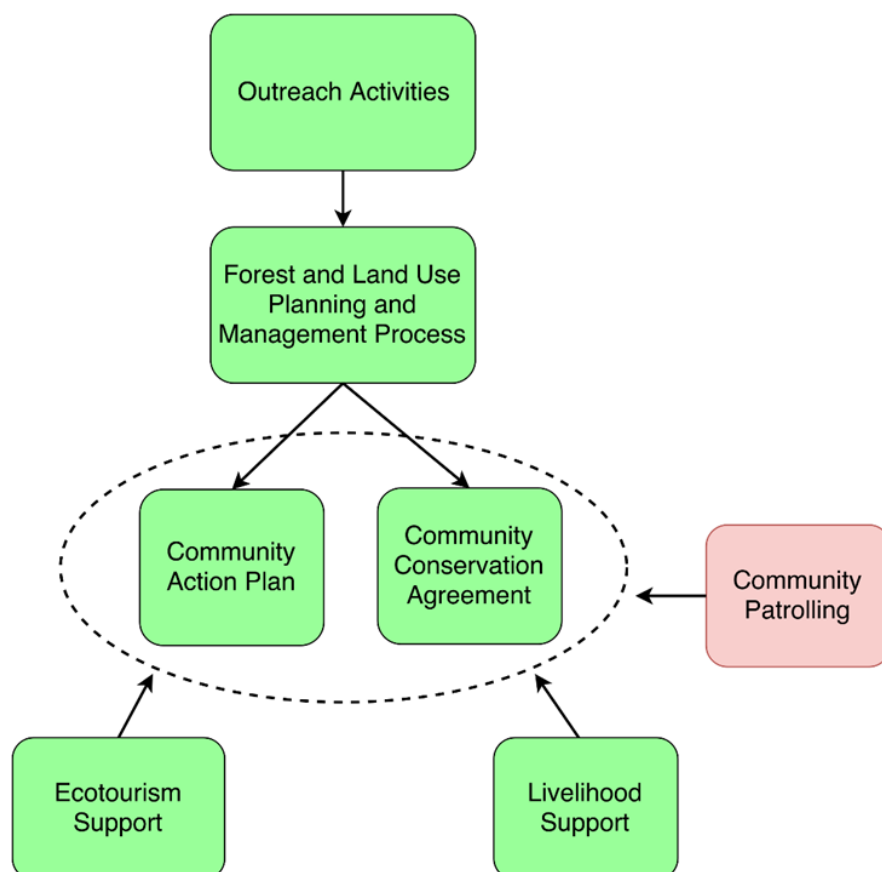 Outreach Activities
Forest and Land Use
Planning and
Management Process
Community
Action Plan
Community
Conservation
Agreement
Community
Patrolling
Ecotourism
Support
Livelihood
Support